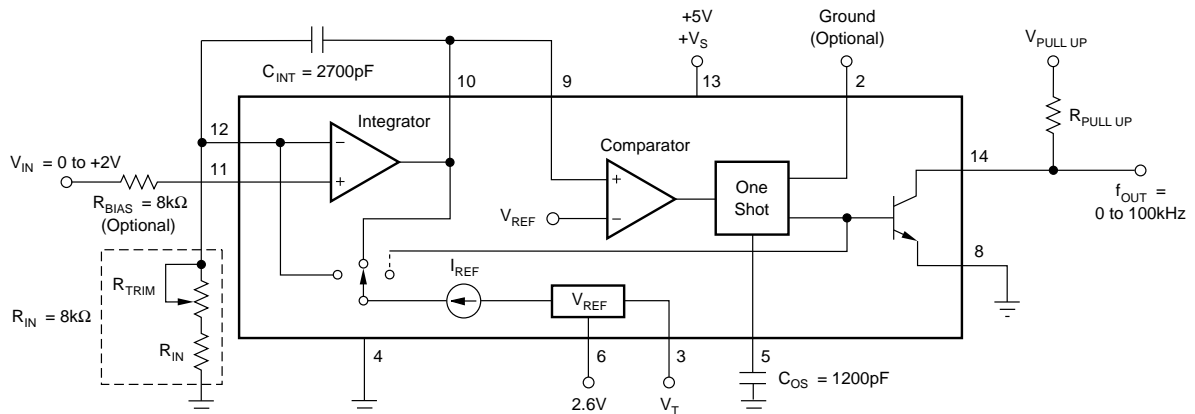 +5V
+V_S
Ground
(Optional)
V_PULL UP
C_INT = 2700pF
10
9
13
2
R_PULL UP
12
Integrator
−
+
Comparator
14
V_IN = 0 to +2V
11
R_BIAS = 8kΩ
(Optional)
+
−
V_REF
One
Shot
f_OUT =
0 to 100kHz
8
R_TRIM
R_IN = 8kΩ
R_IN
I_REF
V_REF
4
6
3
5
2.6V
V_T
C_OS = 1200pF